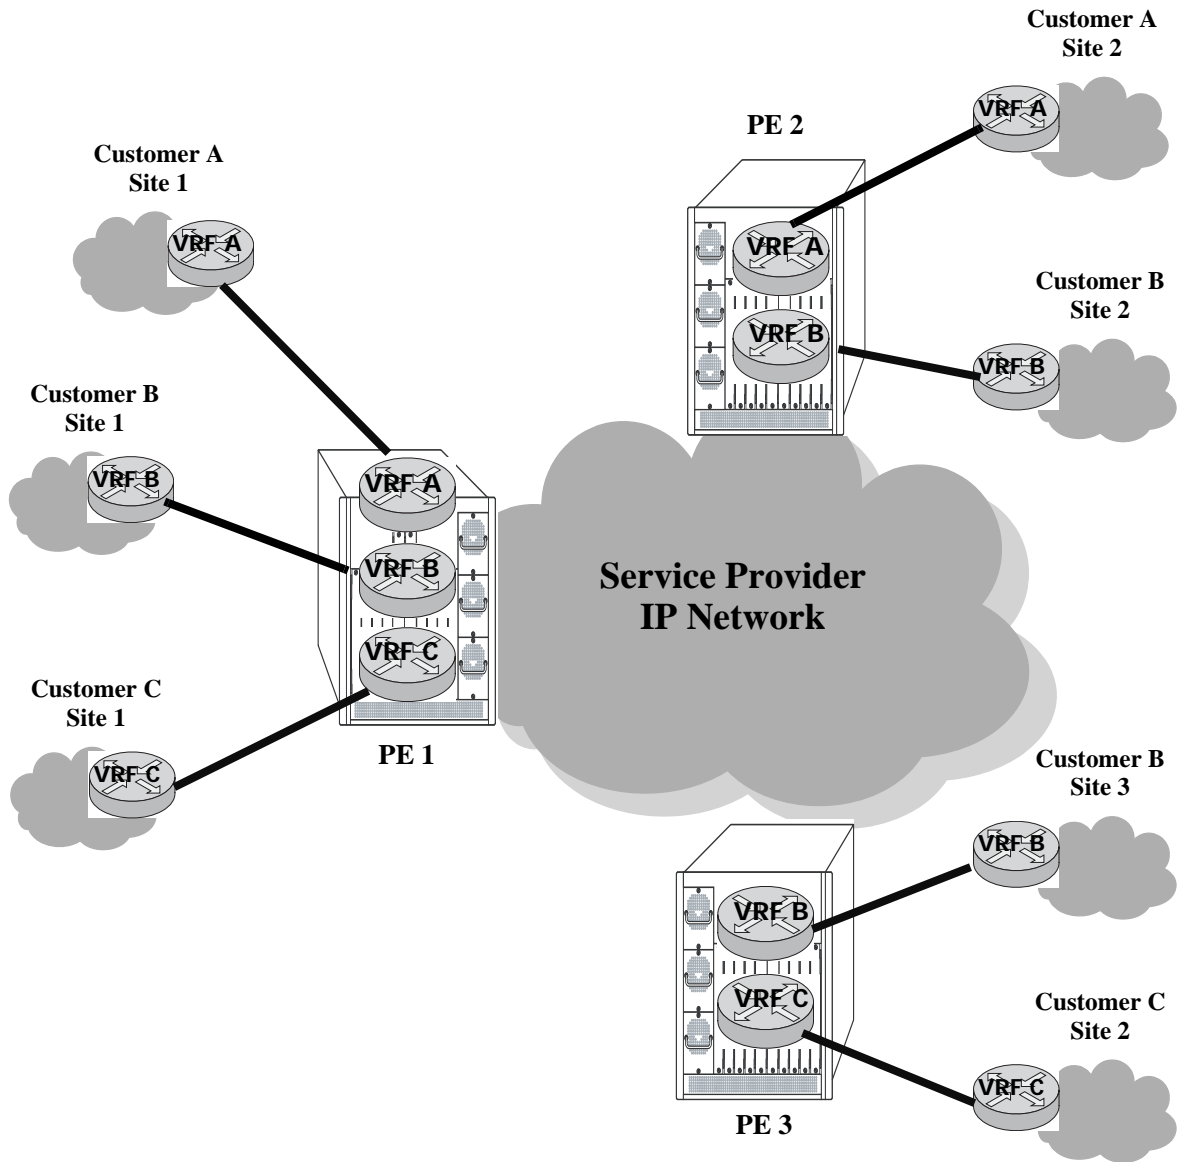 Customer A
Site 2
VRF A
PE 2
Customer A
Site 1
VRF A
VRF A
VRF B
Customer B
Site 2
VRF B
Customer B
Site 1
VRF B
VRF A
VRF B
VRF C
PE 1
Service Provider
IP Network
Customer C
Site 1
VRF C
Customer B
Site 3
VRF B
VRF B
VRF C
PE 3
Customer C
Site 2
VRF C